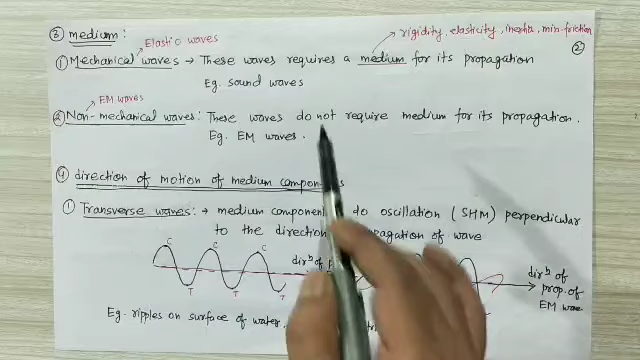 ③ medium:
rigidity, elasticity, inertia, min. friction
②
Elastic waves
① Mechanical waves → These waves requires a medium for its propagation
Eg. sound waves
EM waves
② Non-mechanical waves: These waves do not require medium for its propagation.
Eg. EM waves.
④ direction of motion of medium components
① Transverse waves: → medium component do oscillation (SHM) perpendicular
to the direction propagation of wave
C C C
dirⁿ of
dirⁿ of
prop. of
EM wave
T T T
Eg. ripples on surface of water,